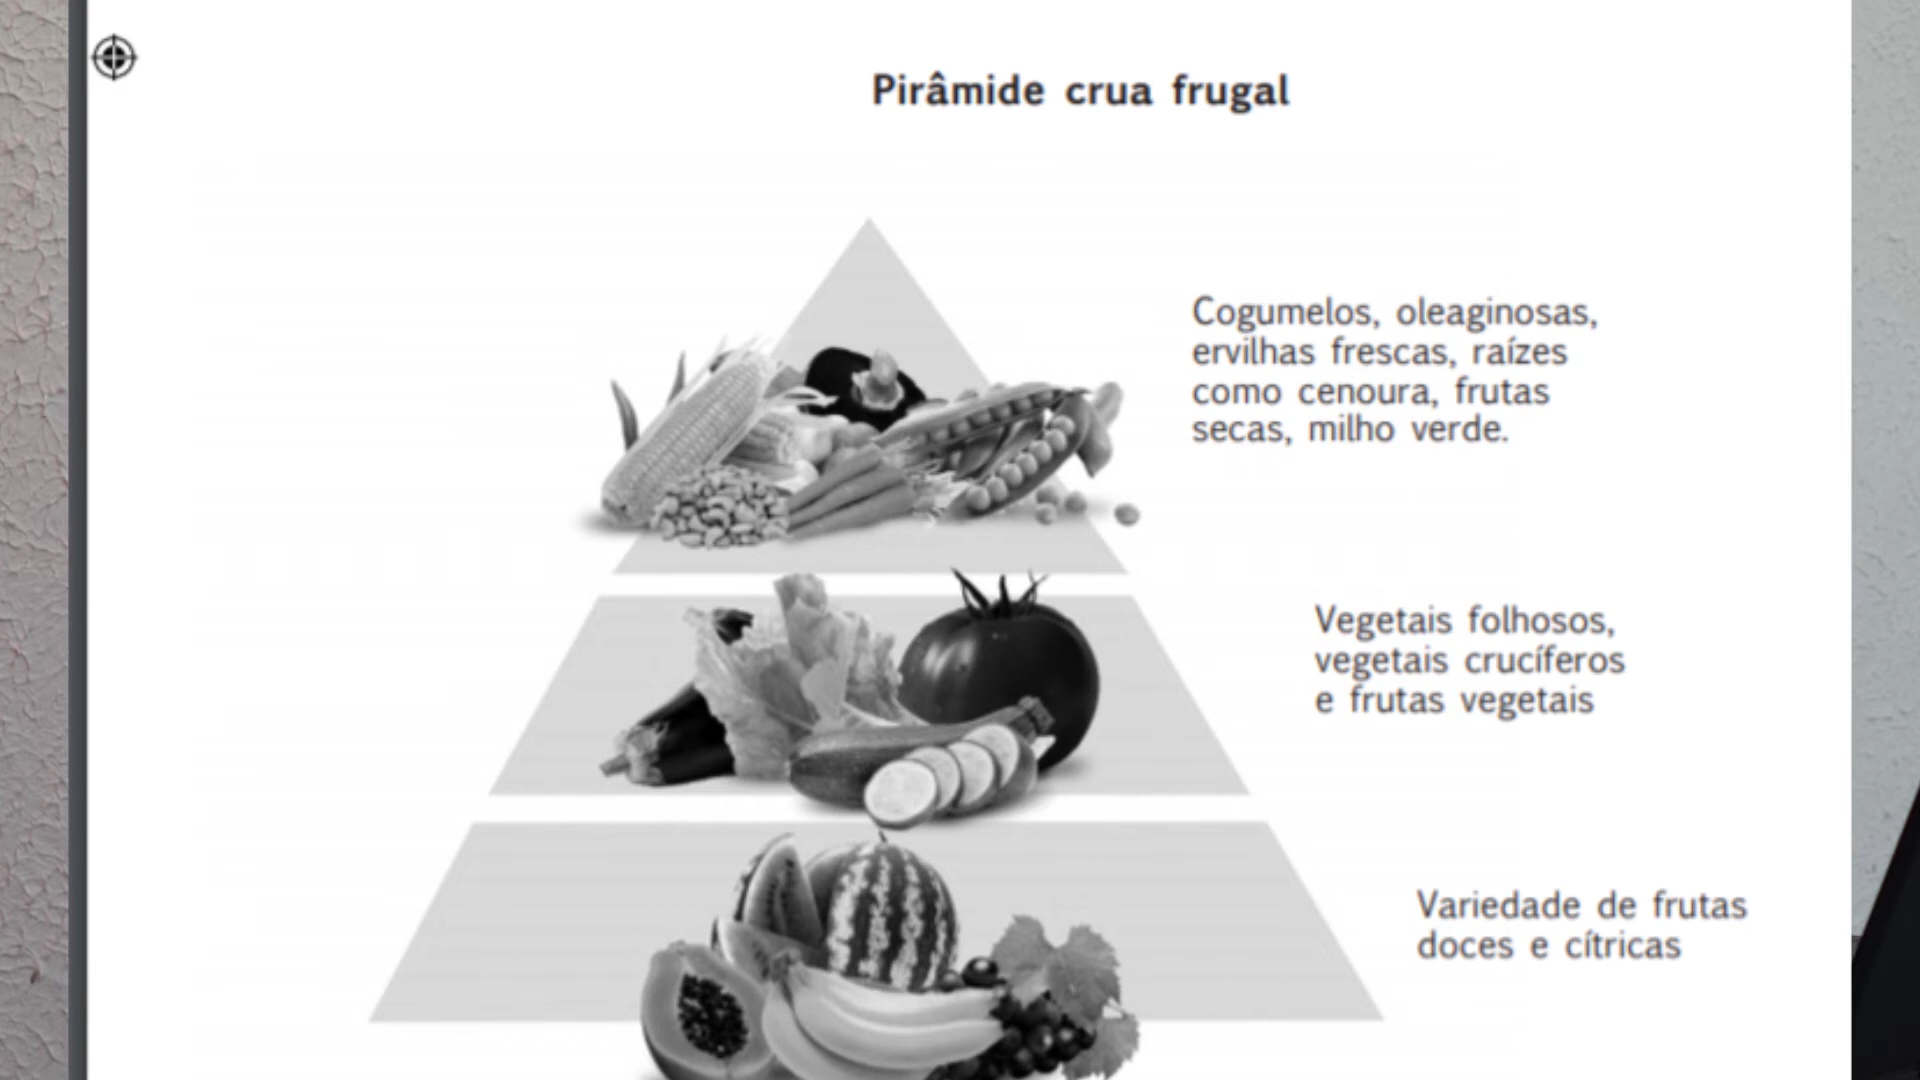 Pirâmide crua frugal
Cogumelos, oleaginosas,
ervilhas frescas, raízes
como cenoura, frutas
secas, milho verde.
Vegetais folhosos,
vegetais crucíferos
e frutas vegetais
Variedade de frutas
doces e cítricas